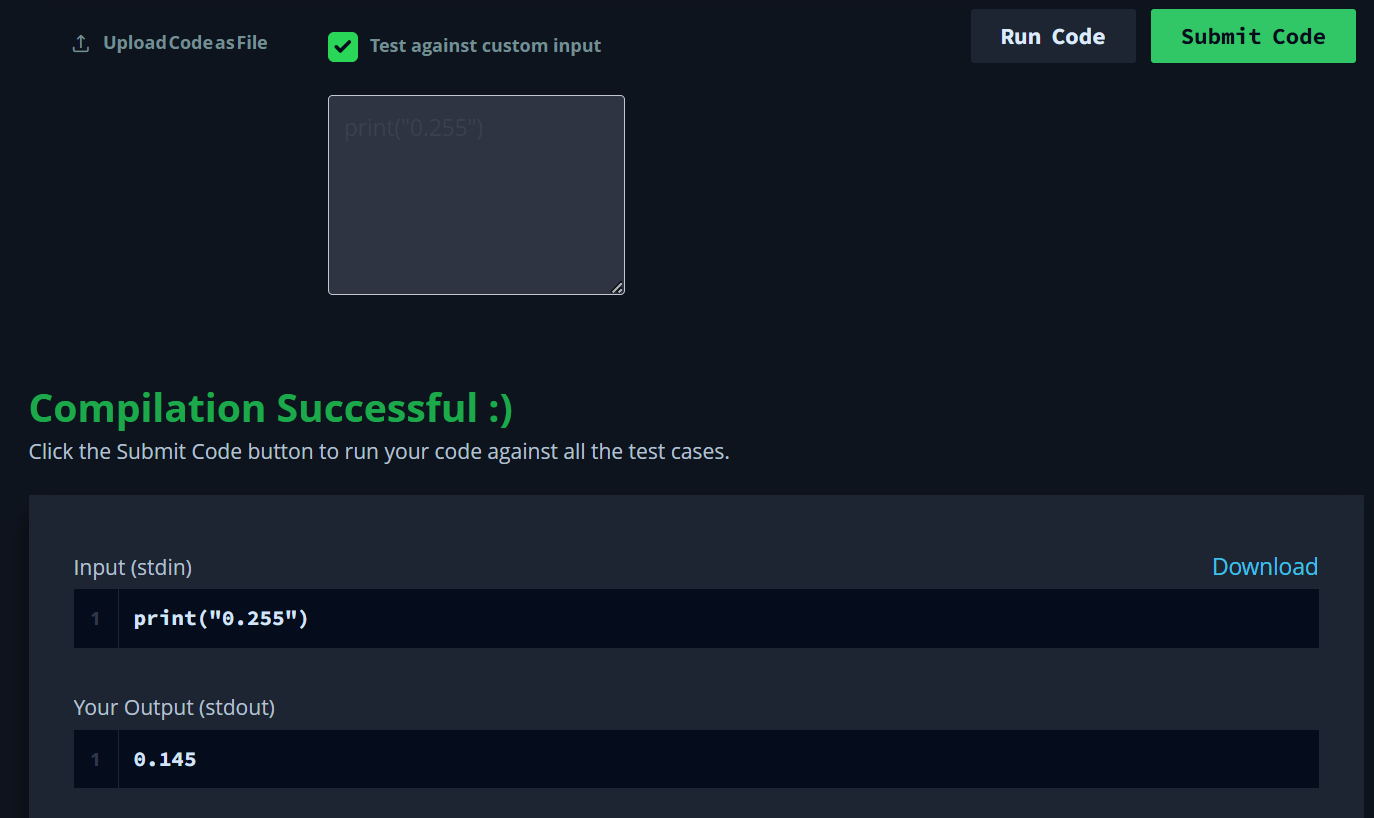 Upload Code as File
Test against custom input
Run Code
Submit Code
print("0.255")
Compilation Successful :)
Click the Submit Code button to run your code against all the test cases.
Input (stdin)
Download
1
print("0.255")
Your Output (stdout)
1
0.145